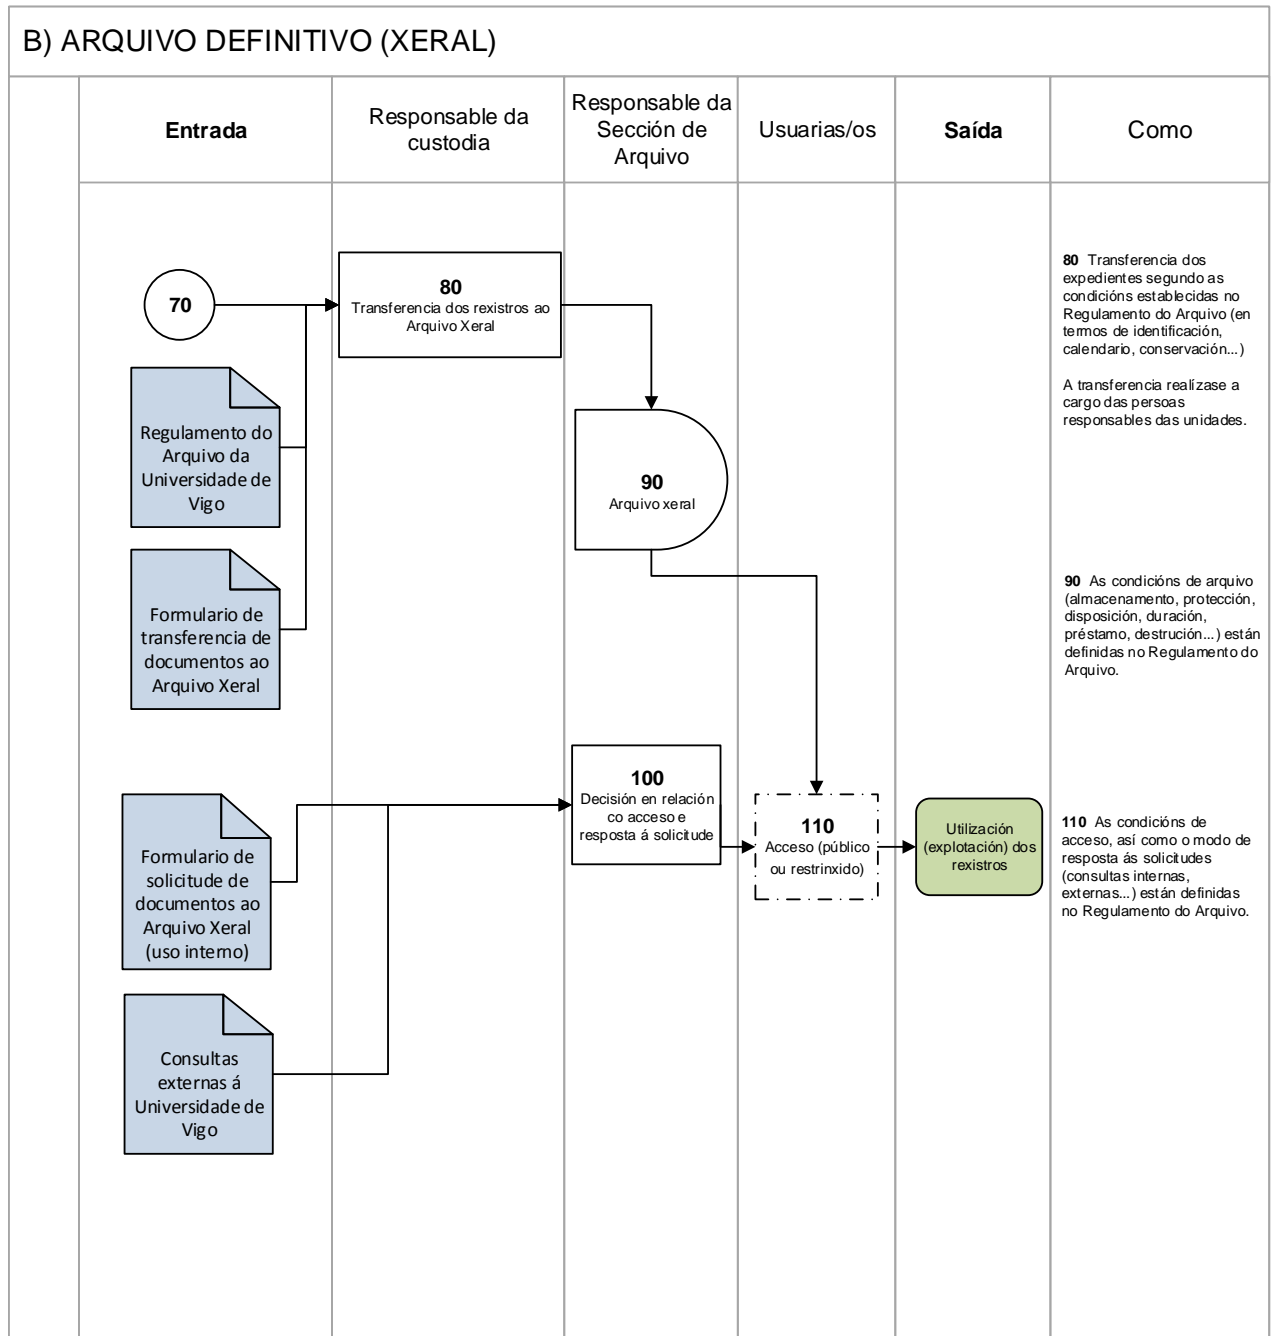 B) ARQUIVO DEFINITIVO (XERAL)
Entrada
Responsable da
custodia
Responsable da
Sección de
Arquivo
Usuarias/os
Saída
Como
70
80
Transferencia dos rexistros ao
Arquivo Xeral
80 Transferencia dos
expedientes segundo as
condicións establecidas no
Regulamento do Arquivo (en
termos de identificación,
calendario, conservación...)
A transferencia realízase a
cargo das persoas
responsables das unidades.
Regulamento do
Arquivo da
Universidade de
Vigo
90
Arquivo xeral
Formulario de
transferencia de
documentos ao
Arquivo Xeral
90 As condicións de arquivo
(almacenamento, protección,
disposición, duración,
préstamo, destrución...) están
definidas no Regulamento do
Arquivo.
100
Decisión en relación
co acceso e
resposta á solicitude
110
Acceso (público
ou restrinxido)
Utilización
(explotación) dos
rexistros
110 As condicións de
acceso, así como o modo de
resposta ás solicitudes
(consultas internas,
externas...) están definidas
no Regulamento do Arquivo.
Formulario de
solicitude de
documentos ao
Arquivo Xeral
(uso interno)
Consultas
externas á
Universidade de
Vigo